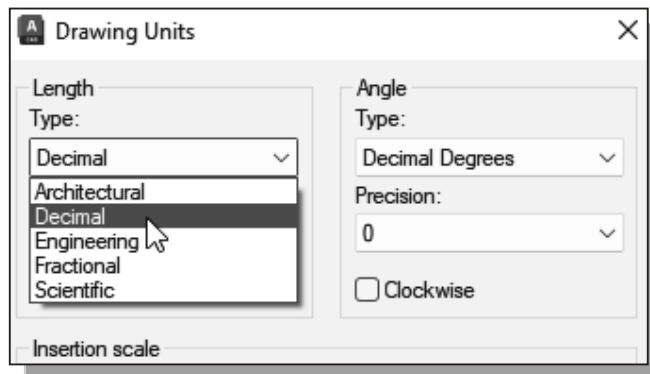 A CAD Drawing Units
Length
Type:
Decimal
Architectural
Decimal
Engineering
Fractional
Scientific
Angle
Type:
Decimal Degrees
Precision:
0
Clockwise
Insertion scale